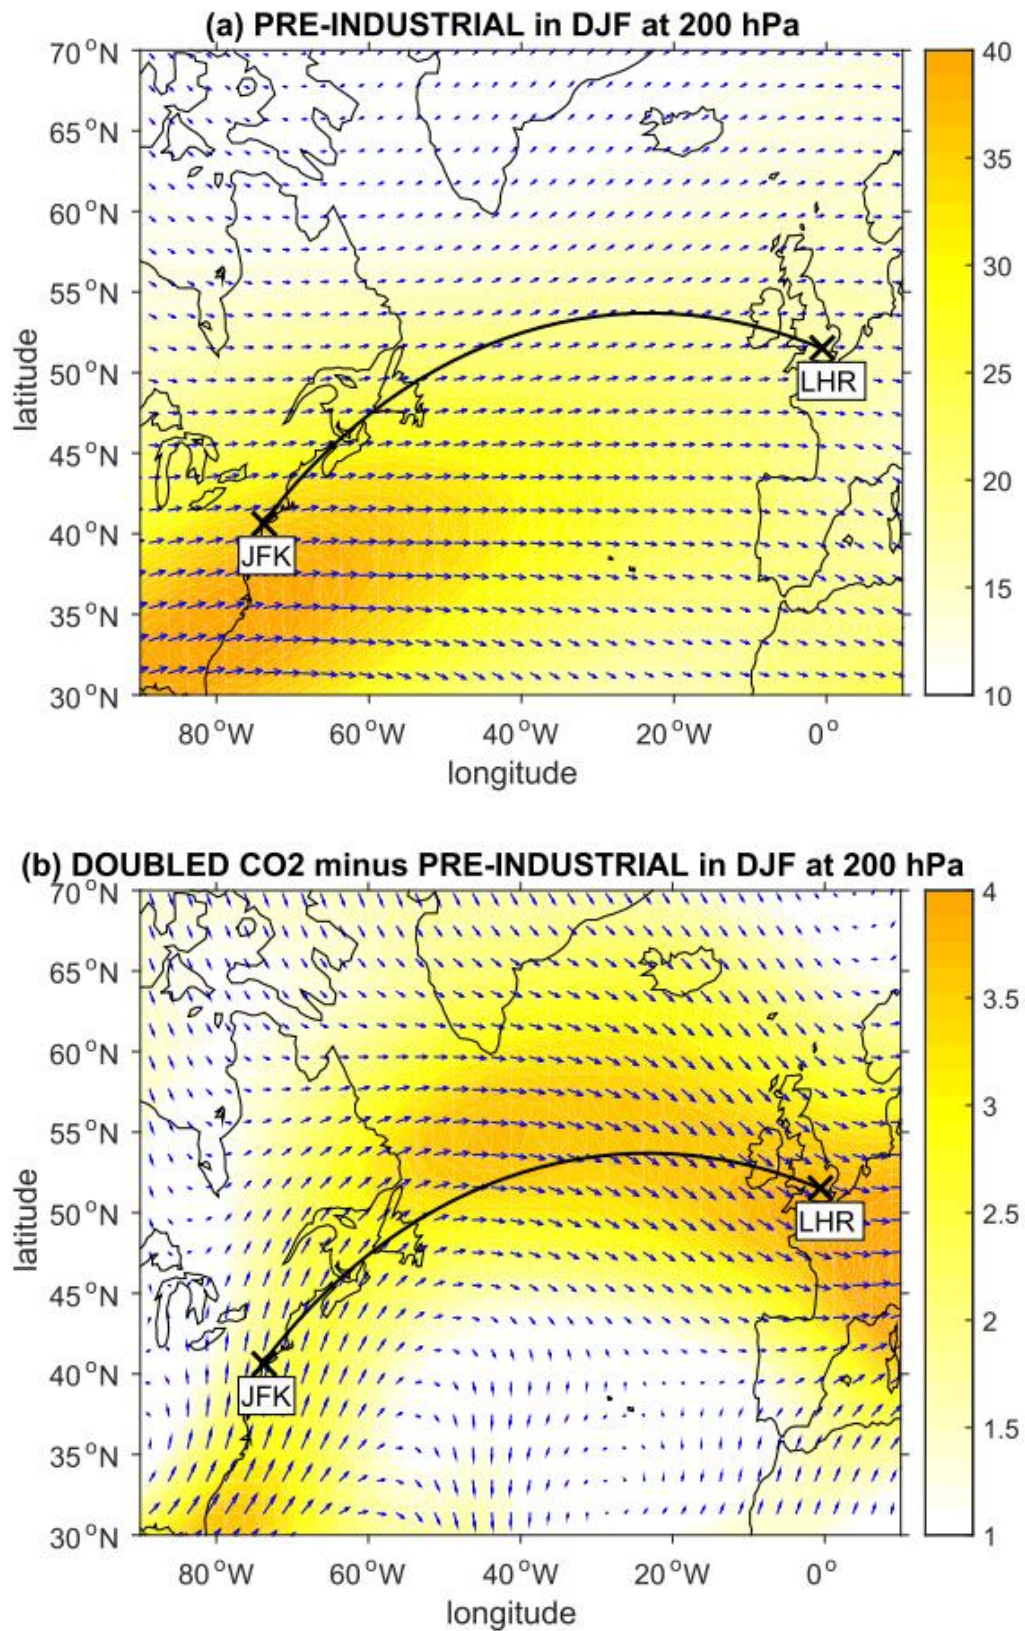 (a) PRE-INDUSTRIAL in DJF at 200 hPa
70°N
65°N
60°N
55°N
50°N
45°N
40°N
35°N
30°N
latitude
LHR
JFK
80°W
60°W
40°W
20°W
0°
longitude
40
35
30
25
20
15
10
(b) DOUBLED CO2 minus PRE-INDUSTRIAL in DJF at 200 hPa
70°N
65°N
60°N
55°N
50°N
45°N
40°N
35°N
30°N
latitude
LHR
JFK
80°W
60°W
40°W
20°W
0°
longitude
4
3.5
3
2.5
2
1.5
1